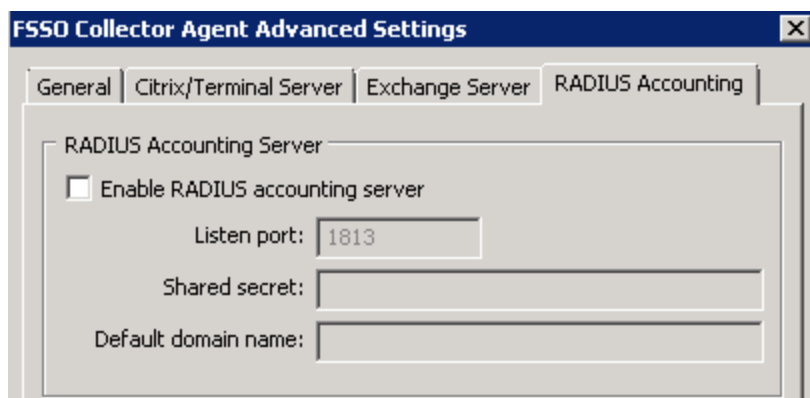 FSSO Collector Agent Advanced Settings
General Citrix/Terminal Server Exchange Server RADIUS Accounting
RADIUS Accounting Server
Enable RADIUS accounting server
Listen port: 1813
Shared secret:
Default domain name: